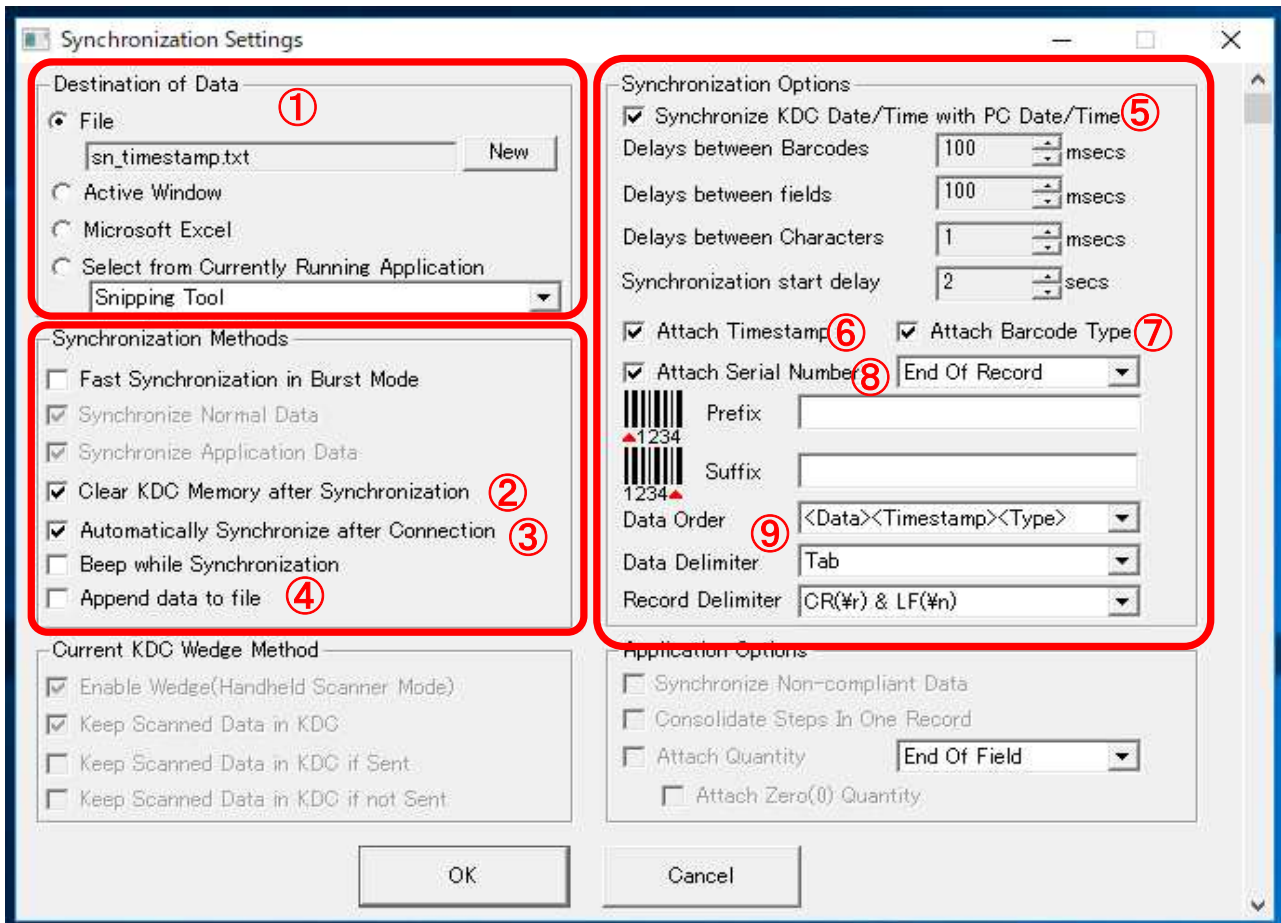 Synchronization Settings
Destination of Data
①
File
sn_timestamp.txt
New
Active Window
Microsoft Excel
Select from Currently Running Application
Snipping Tool
Synchronization Methods
Fast Synchronization in Burst Mode
Synchronize Normal Data
Synchronize Application Data
Clear KDC Memory after Synchronization ②
Automatically Synchronize after Connection ③
Beep while Synchronization
Append data to file ④
Current KDC Wedge Method
Enable Wedge(Handheld Scanner Mode)
Keep Scanned Data in KDC
Keep Scanned Data in KDC if Sent
Keep Scanned Data in KDC if not Sent
Synchronization Options
Synchronize KDC Date/Time with PC Date/Time ⑤
Delays between Barcodes 100 msecs
Delays between fields 100 msecs
Delays between Characters 1 msecs
Synchronization start delay 2 secs
Attach Timestamp ⑥ Attach Barcode Type ⑦
Attach Serial Number ⑧ End Of Record
1234 Prefix
1234 Suffix
Data Order ⑨ <Data><Timestamp><Type>
Data Delimiter Tab
Record Delimiter CR(¥r) & LF(¥n)
Application Options
Synchronize Non-compliant Data
Consolidate Steps In One Record
Attach Quantity End Of Field
Attach Zero(0) Quantity
OK
Cancel